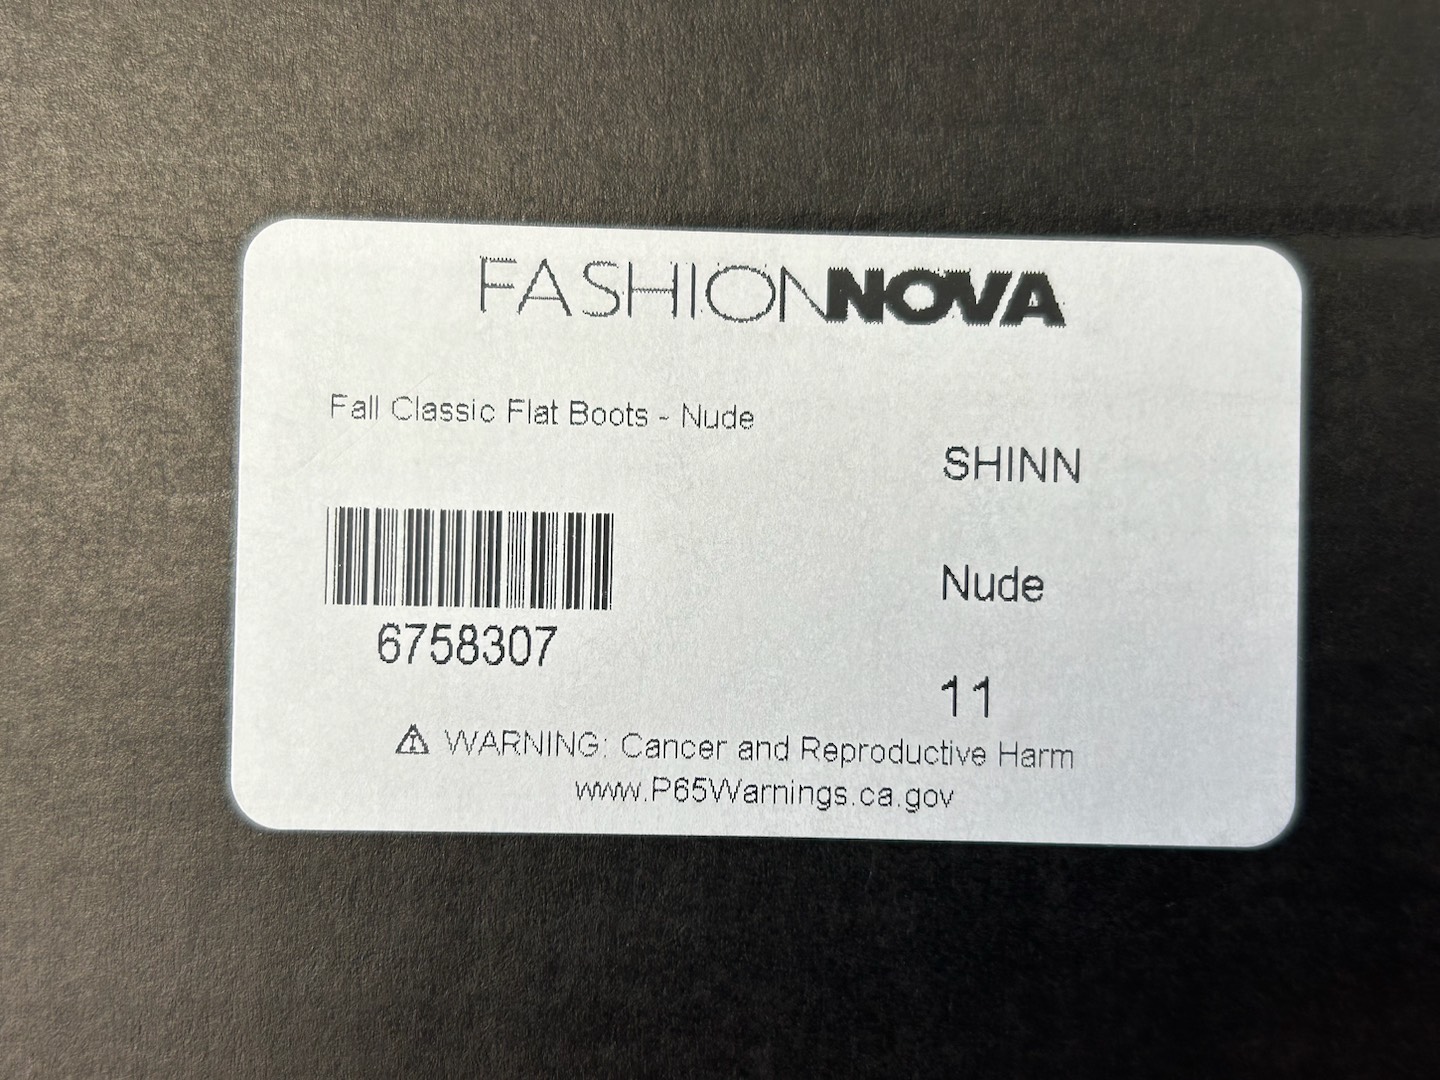 FASHIONNOVA
Fall Classic Flat Boots - Nude
SHINN
Nude
6758307
11
⚠ WARNING: Cancer and Reproductive Harm
www.P65Warnings.ca.gov